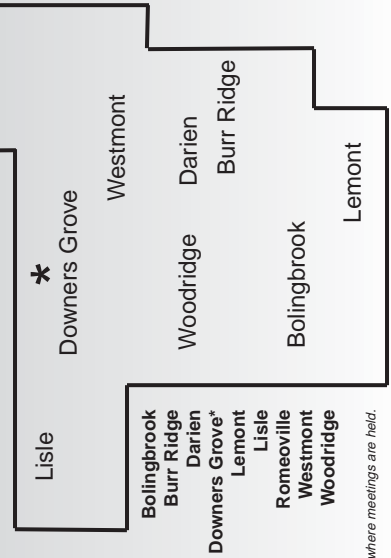 Lisle
*
Downers Grove
Westmont
Woodridge
Darien
Burr Ridge
Bolingbrook
Lemont
Bolingbrook
Burr Ridge
Darien
Downers Grove*
Lemont
Lisle
Romeoville
Westmont
Woodridge
where meetings are held.